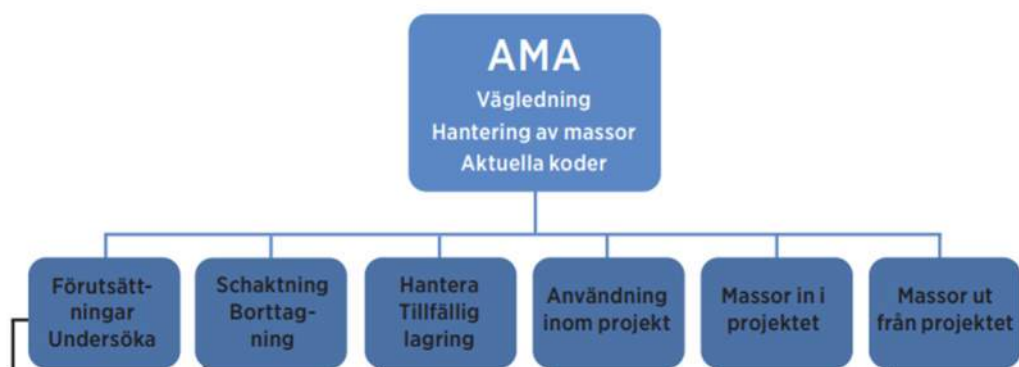 AMA
Vägledning
Hantering av massor
Aktuella koder
Förutsätt-
ningar
Undersöka
Schaktning
Borttag-
ning
Hantera
Tillfällig
lagring
Användning
inom projekt
Massor in i
projektet
Massor ut
från projektet